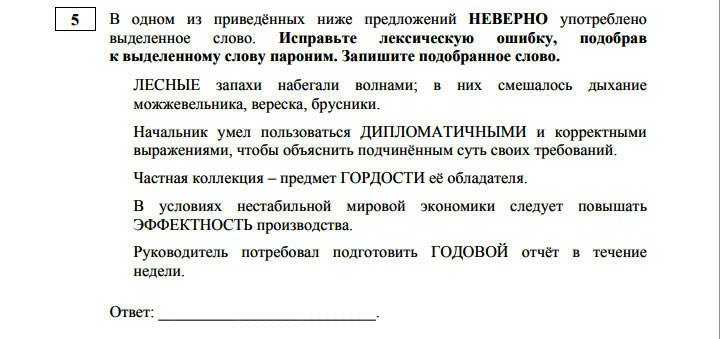 5
В одном из приведённых ниже предложений НЕВЕРНО употреблено
выделенное слово. Исправьте лексическую ошибку, подобрав
к выделенному слову пароним. Запишите подобранное слово.
ЛЕСНЫЕ запахи набегали волнами; в них смешалось дыхание
можжевельника, вереска, брусники.
Начальник умел пользоваться ДИПЛОМАТИЧНЫМИ и корректными
выражениями, чтобы объяснить подчинённым суть своих требований.
Частная коллекция – предмет ГОРДОСТИ её обладателя.
В условиях нестабильной мировой экономики следует повышать
ЭФФЕКТНОСТЬ производства.
Руководитель потребовал подготовить ГОДОВОЙ отчёт в течение
недели.
Ответ: ___________________________.